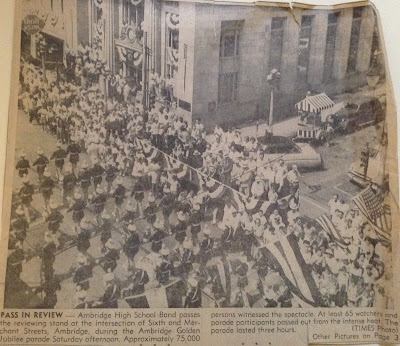 PASS IN REVIEW — Ambridge High School Band passes
the reviewing stand at the intersection of Sixth and Mer-
chant Streets, Ambridge, during the Ambridge Golden
Jubilee parade Saturday afternoon. Approximately 75,000
persons witnessed the spectacle. At least 65 watchers and
parade participants passed out from the intense heat. The
parade lasted three hours. (TIMES Photo)
Other Pictures on Page 3